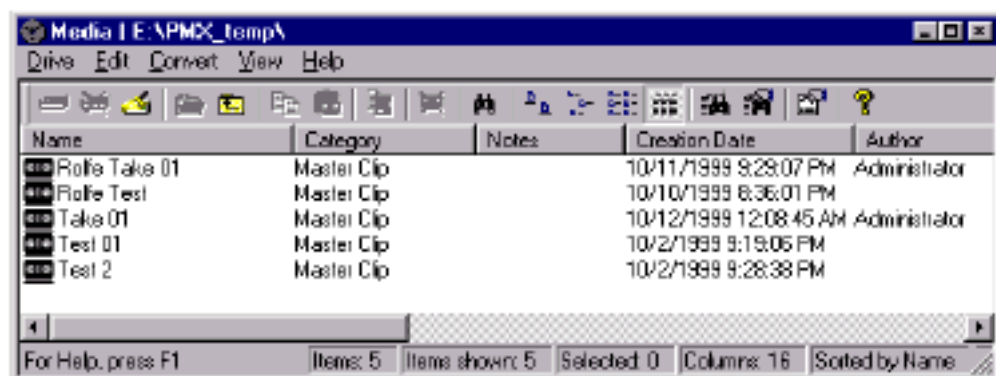 Media | E:\PMX_temp\
Drive Edit Convert View Help
Name Category Notes Creation Date Author
Rolfe Take 01 Master Clip 10/11/1999 9:29:07 PM Administrator
Rolfe Test Master Clip 10/10/1999 8:36:01 PM
Take 01 Master Clip 10/12/1999 12:08:45 AM Administrator
Test 01 Master Clip 10/2/1999 9:19:06 PM
Test 2 Master Clip 10/2/1999 9:28:38 PM
For Help, press F1 Items: 5 Items shown: 5 Selected: 0 Columns: 16 Sorted by Name